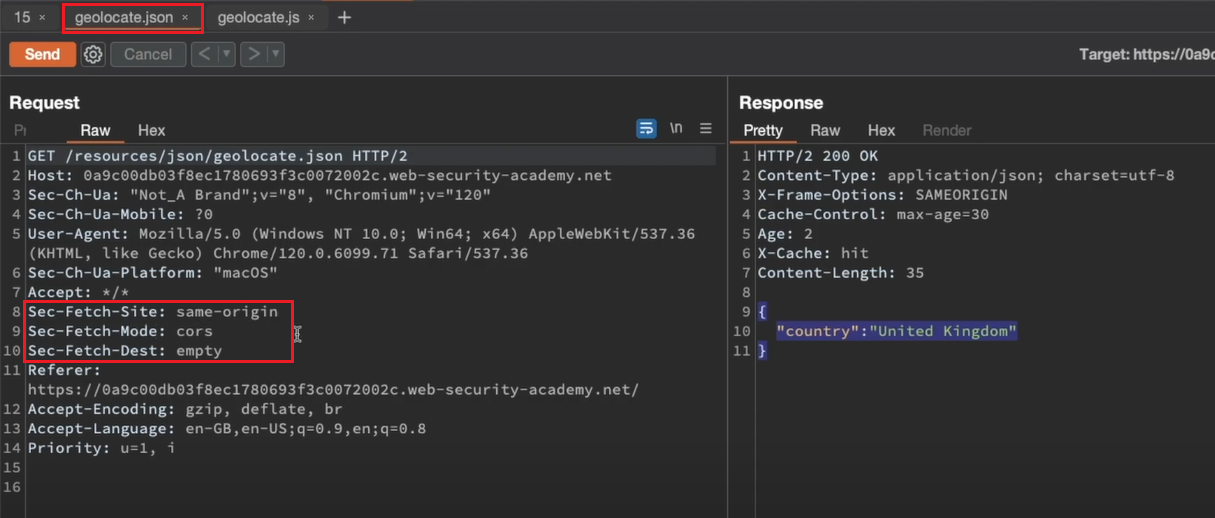 15 × geolocate.json × geolocate.js × +
Send Cancel < > Target: https://0a9c
Request
Raw Hex \n
1 GET /resources/json/geolocate.json HTTP/2
2 Host: 0a9c00db03f8ec1780693f3c0072002c.web-security-academy.net
3 Sec-Ch-Ua: "Not_A Brand";v="8", "Chromium";v="120"
4 Sec-Ch-Ua-Mobile: ?0
5 User-Agent: Mozilla/5.0 (Windows NT 10.0; Win64; x64) AppleWebKit/537.36
(KHTML, like Gecko) Chrome/120.0.6099.71 Safari/537.36
6 Sec-Ch-Ua-Platform: "macOS"
7 Accept: */*
8 Sec-Fetch-Site: same-origin
9 Sec-Fetch-Mode: cors
10 Sec-Fetch-Dest: empty
11 Referer:
https://0a9c00db03f8ec1780693f3c0072002c.web-security-academy.net/
12 Accept-Encoding: gzip, deflate, br
13 Accept-Language: en-GB,en-US;q=0.9,en;q=0.8
14 Priority: u=1, i
15
16
Response
Pretty Raw Hex Render
1 HTTP/2 200 OK
2 Content-Type: application/json; charset=utf-8
3 X-Frame-Options: SAMEORIGIN
4 Cache-Control: max-age=30
5 Age: 2
6 X-Cache: hit
7 Content-Length: 35
8
9 {
10 "country":"United Kingdom"
11 }